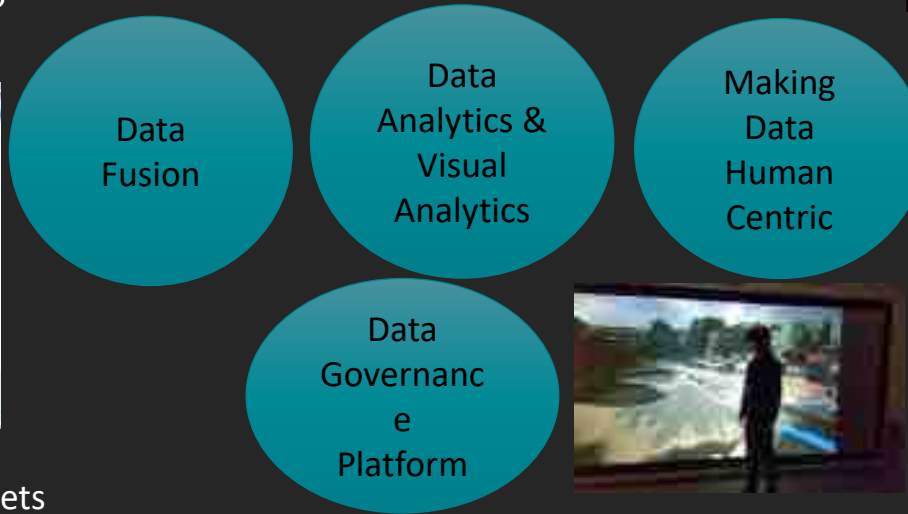 Data
Fusion
Data
Analytics &
Visual
Analytics
Making
Data
Human
Centric
Data
Governanc
e
Platform
ets